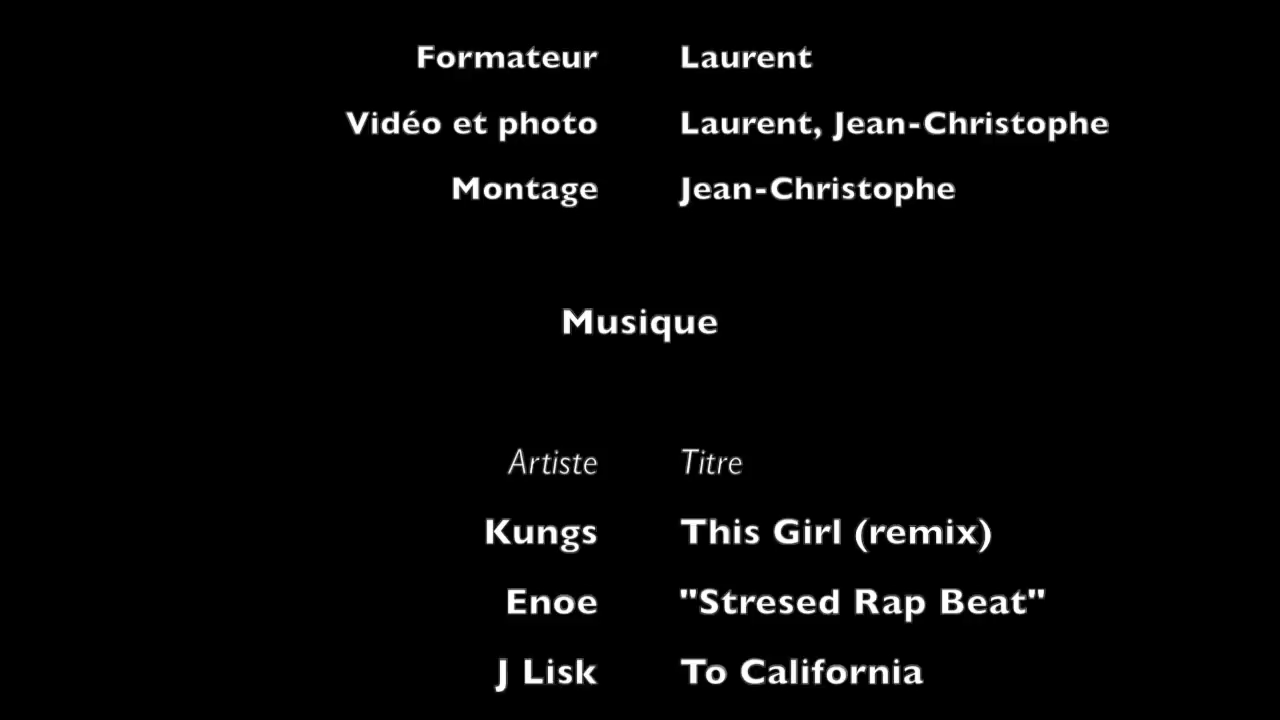 Formateur Laurent
Vidéo et photo Laurent, Jean-Christophe
Montage Jean-Christophe
Musique
Artiste Titre
Kungs This Girl (remix)
Enoe "Stresed Rap Beat"
J Lisk To California